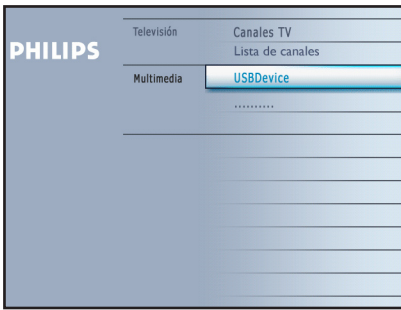 PHILIPS
Televisión
Canales TV
Lista de canales
Multimedia
USBDevice
..........